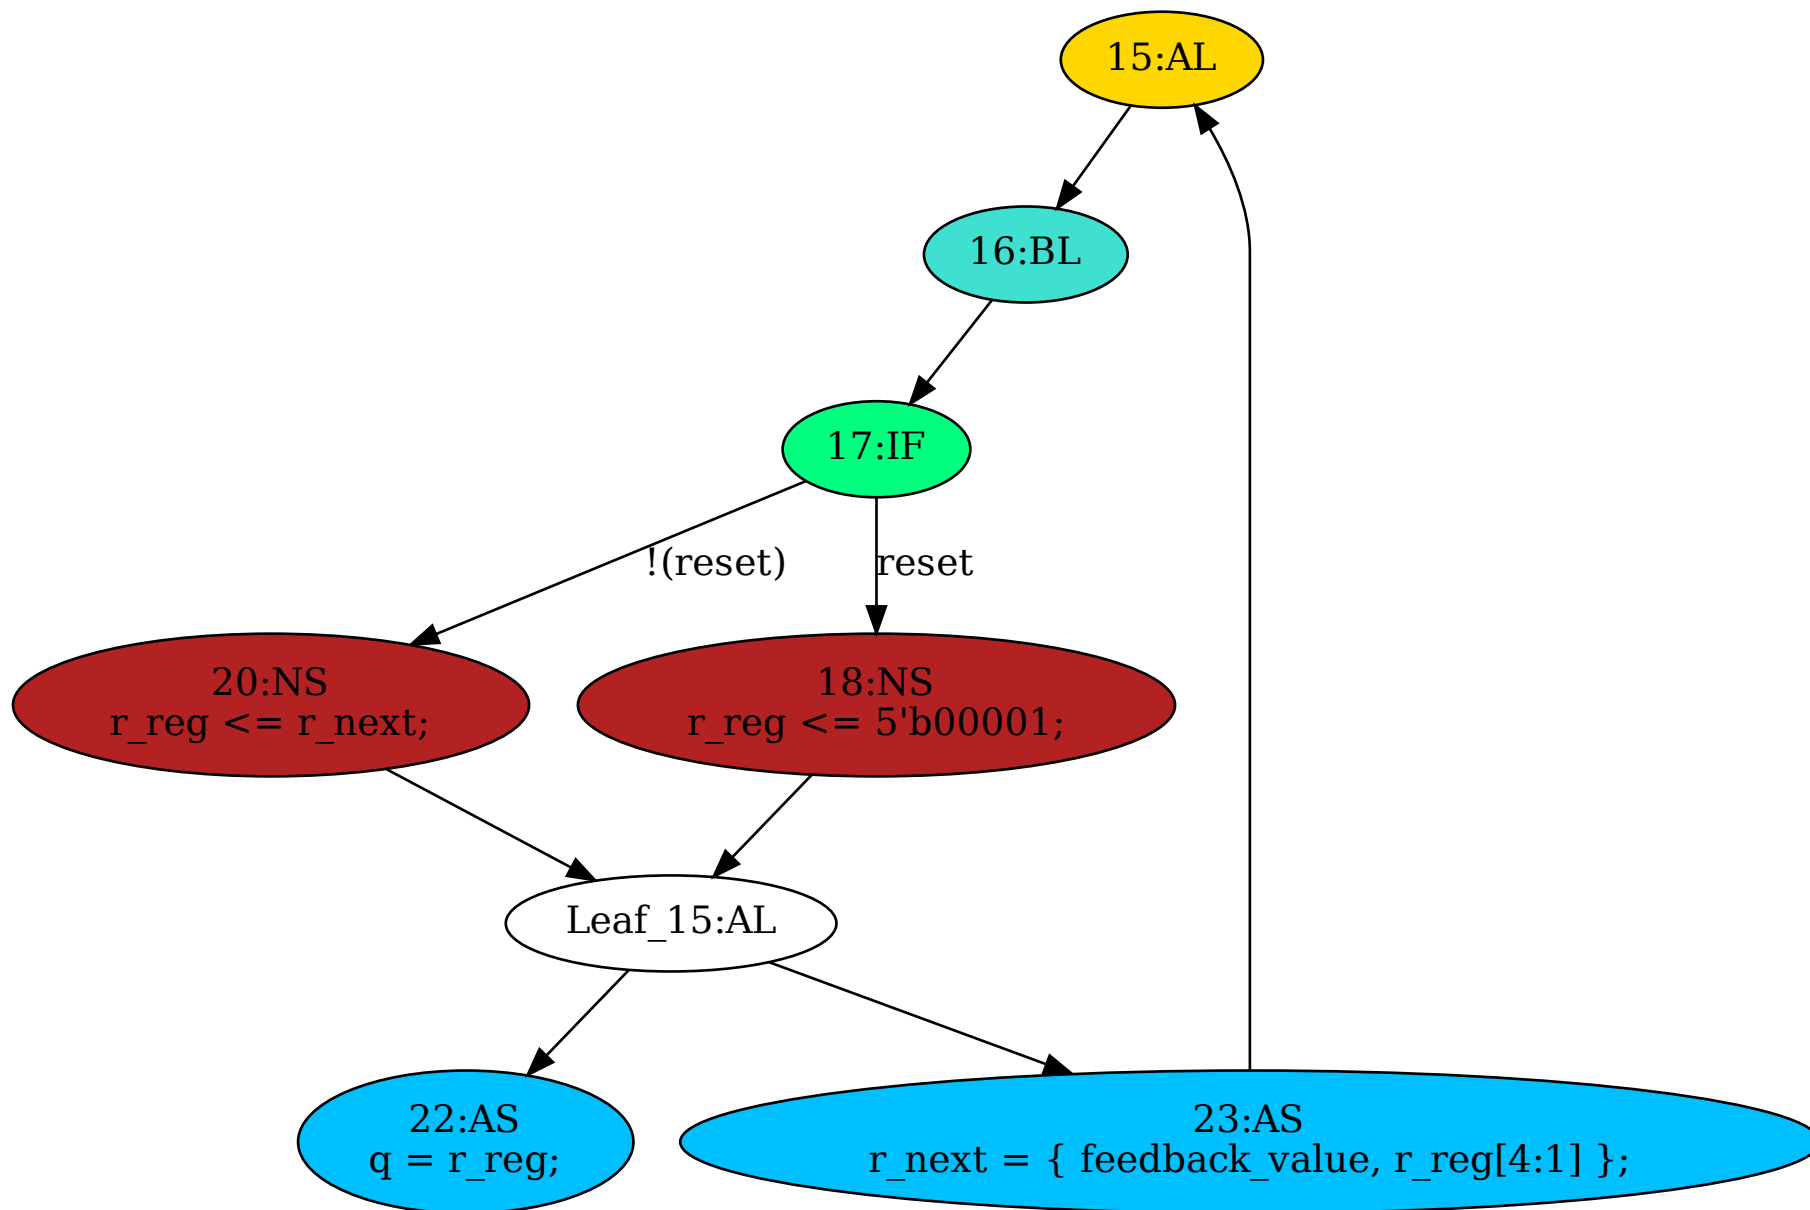 15:AL
16:BL
17:IF
!(reset)
reset
20:NS
r_reg <= r_next;
18:NS
r_reg <= 5'b00001;
Leaf_15:AL
22:AS
q = r_reg;
23:AS
r_next = { feedback_value, r_reg[4:1] };